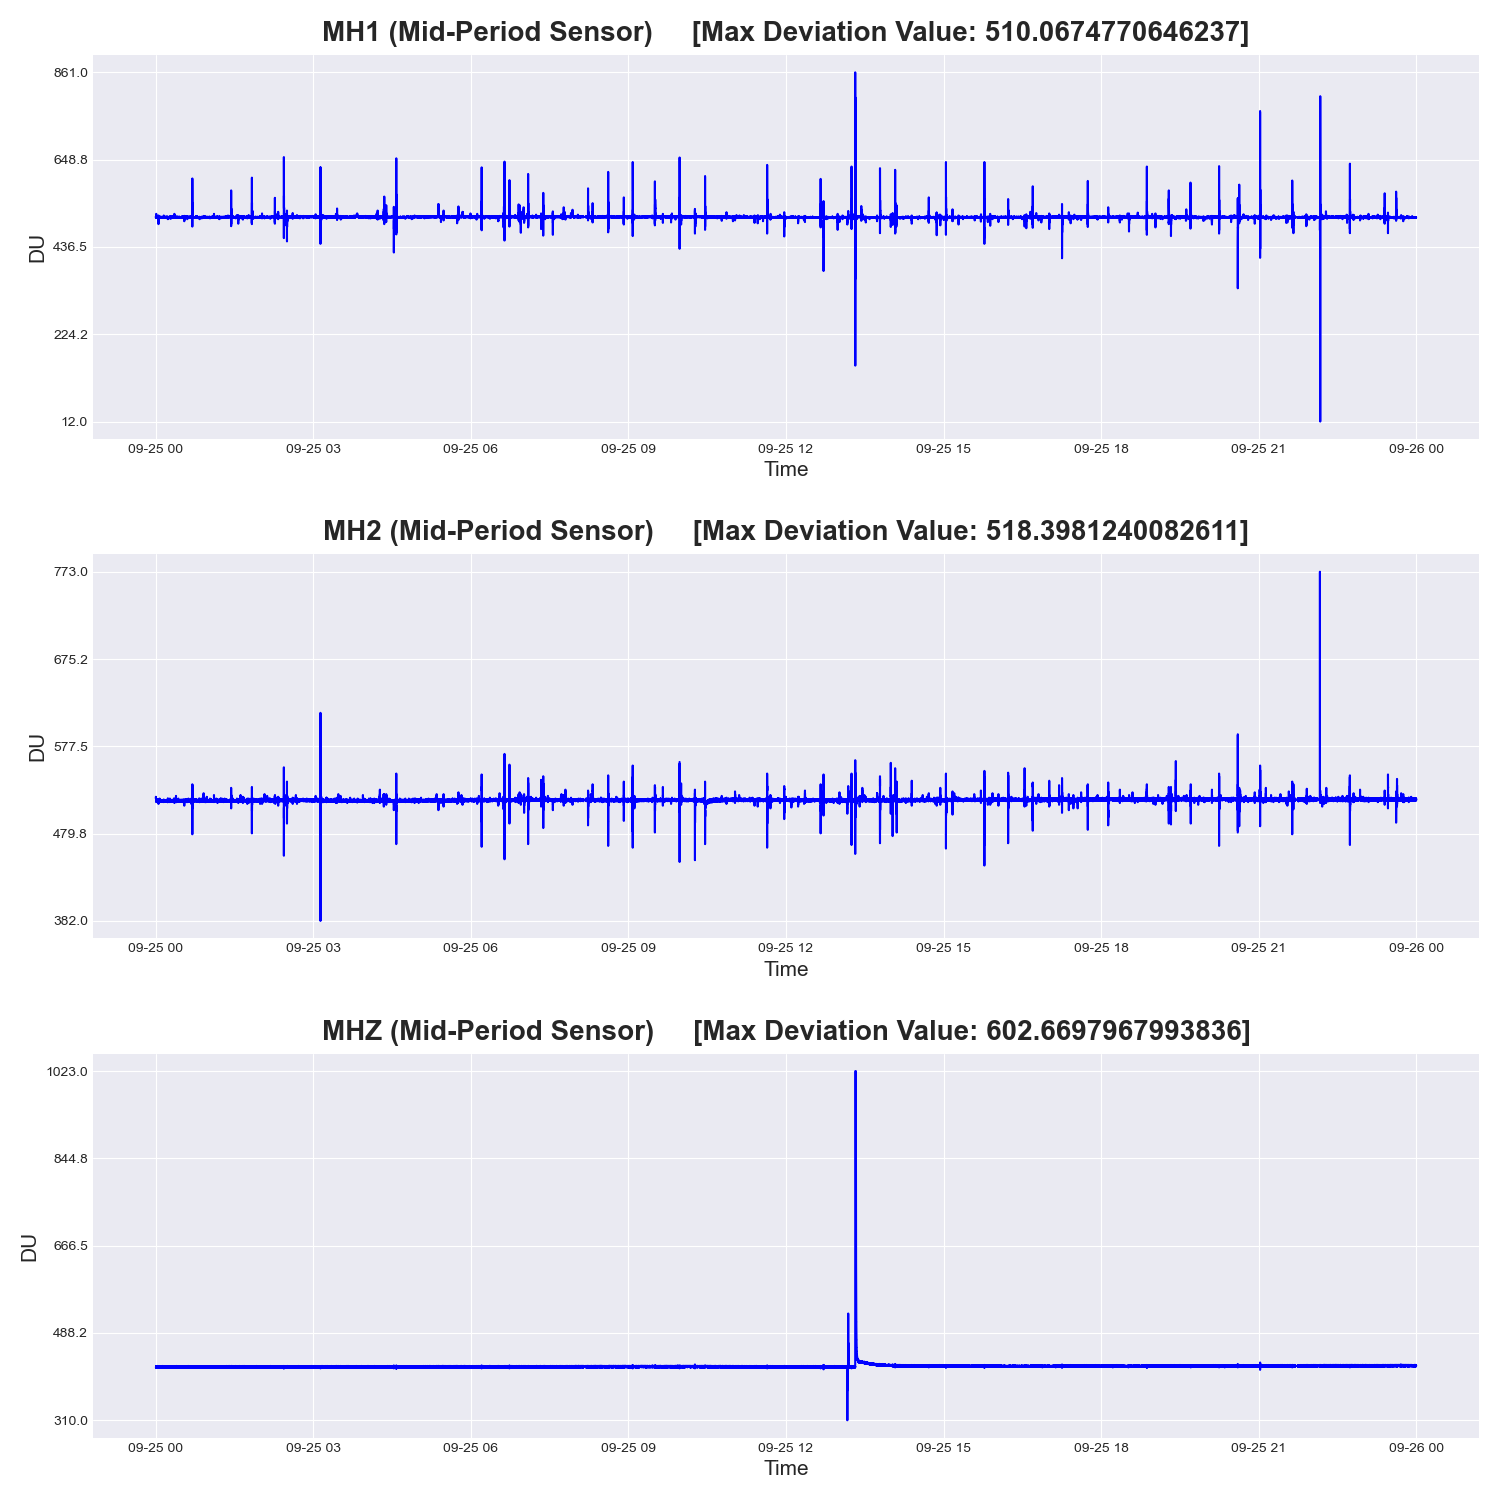 MH1 (Mid-Period Sensor) [Max Deviation Value: 510.0674770646237]
861.0
648.8
436.5
224.2
12.0
DU
09-25 00 09-25 03 09-25 06 09-25 09 09-25 12 09-25 15 09-25 18 09-25 21 09-26 00
Time
MH2 (Mid-Period Sensor) [Max Deviation Value: 518.3981240082611]
773.0
675.2
577.5
479.8
382.0
DU
09-25 00 09-25 03 09-25 06 09-25 09 09-25 12 09-25 15 09-25 18 09-25 21 09-26 00
Time
MHZ (Mid-Period Sensor) [Max Deviation Value: 602.6697967993836]
1023.0
844.8
666.5
488.2
310.0
DU
09-25 00 09-25 03 09-25 06 09-25 09 09-25 12 09-25 15 09-25 18 09-25 21 09-26 00
Time